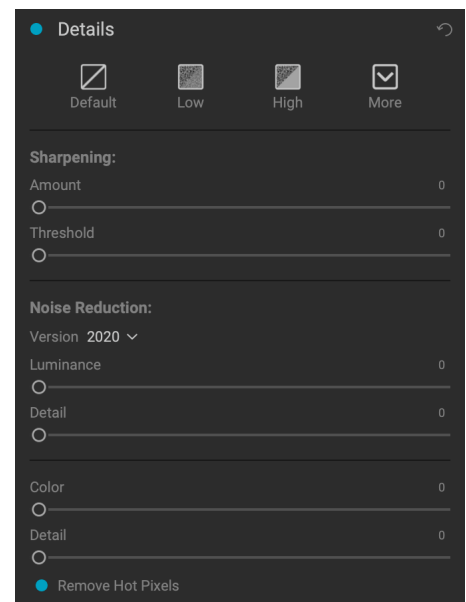 Details
Default Low High More
Sharpening:
Amount 0
Threshold 0
Noise Reduction:
Version 2020
Luminance 0
Detail 0
Color 0
Detail 0
Remove Hot Pixels